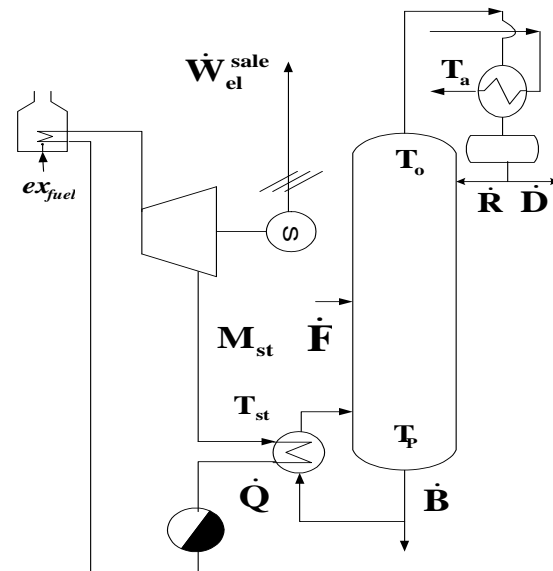 Ẇ_el^sale
T_a
ex_fuel
T_o
Ṙ Ḋ
S
Ḟ
M_st
T_st
T_P
Q̇
Ḃ